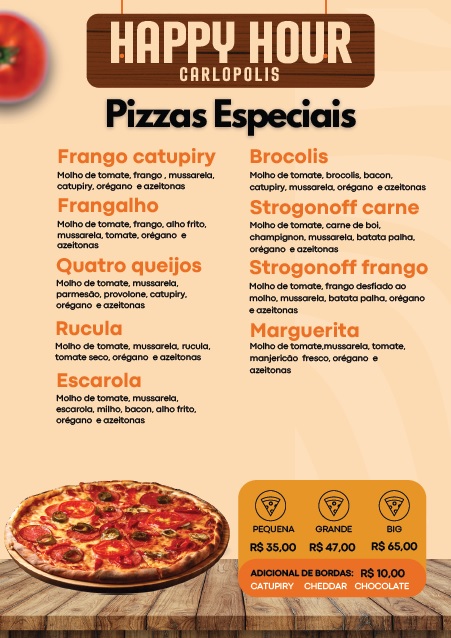 HAPPY HOUR
CARLOPOLIS
Pizzas Especiais
Frango catupiry
Molho de tomate, frango , mussarela,
catupiry, orégano e azeitonas
Frangalho
Molho de tomate, frango, alho frito,
mussarela, tomate, orégano e
azeitonas
Quatro queijos
Molho de tomate, mussarela,
parmesão, provolone, catupiry,
orégano e azeitonas
Rucula
Molho de tomate, mussarela, rucula,
tomate seco, orégano e azeitonas
Escarola
Molho de tomate, mussarela,
escarola, milho, bacon, alho frito,
orégano e azeitonas
Brocolis
Molho de tomate, brocolis, bacon,
catupiry, mussarela, orégano e azeitonas
Strogonoff carne
Molho de tomate, carne de boi,
champignon, mussarela, batata palha,
orégano e azeitonas
Strogonoff frango
Molho de tomate, frango desfiado ao
molho, mussarela, batata palha, orégano
e azeitonas
Marguerita
Molho de tomate,mussarela, tomate,
manjericão fresco, orégano e
azeitonas
PEQUENA GRANDE BIG
R$ 35,00 R$ 47,00 R$ 65,00
ADICIONAL DE BORDAS: R$ 10,00
CATUPIRY CHEDDAR CHOCOLATE